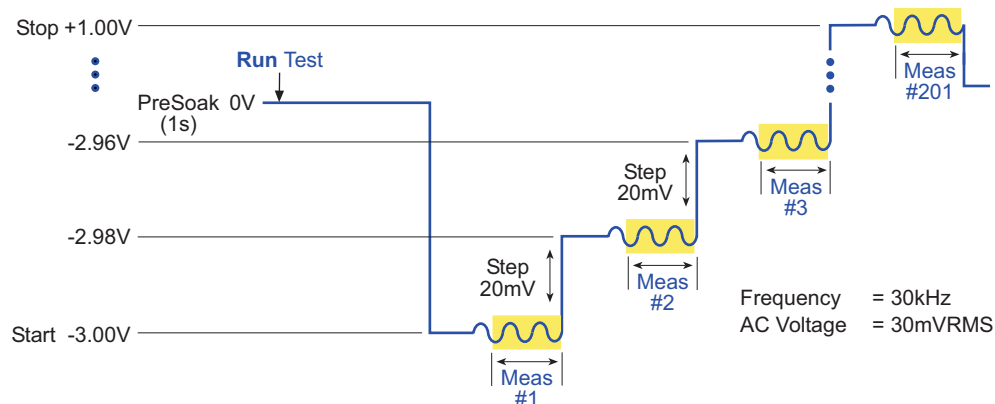 Stop +1.00V
Run Test
PreSoak 0V
(1s)
-2.96V
-2.98V
Start -3.00V
Step
20mV
Step
20mV
Meas
#1
Meas
#2
Meas
#3
Meas
#201
Frequency = 30kHz
AC Voltage = 30mVRMS